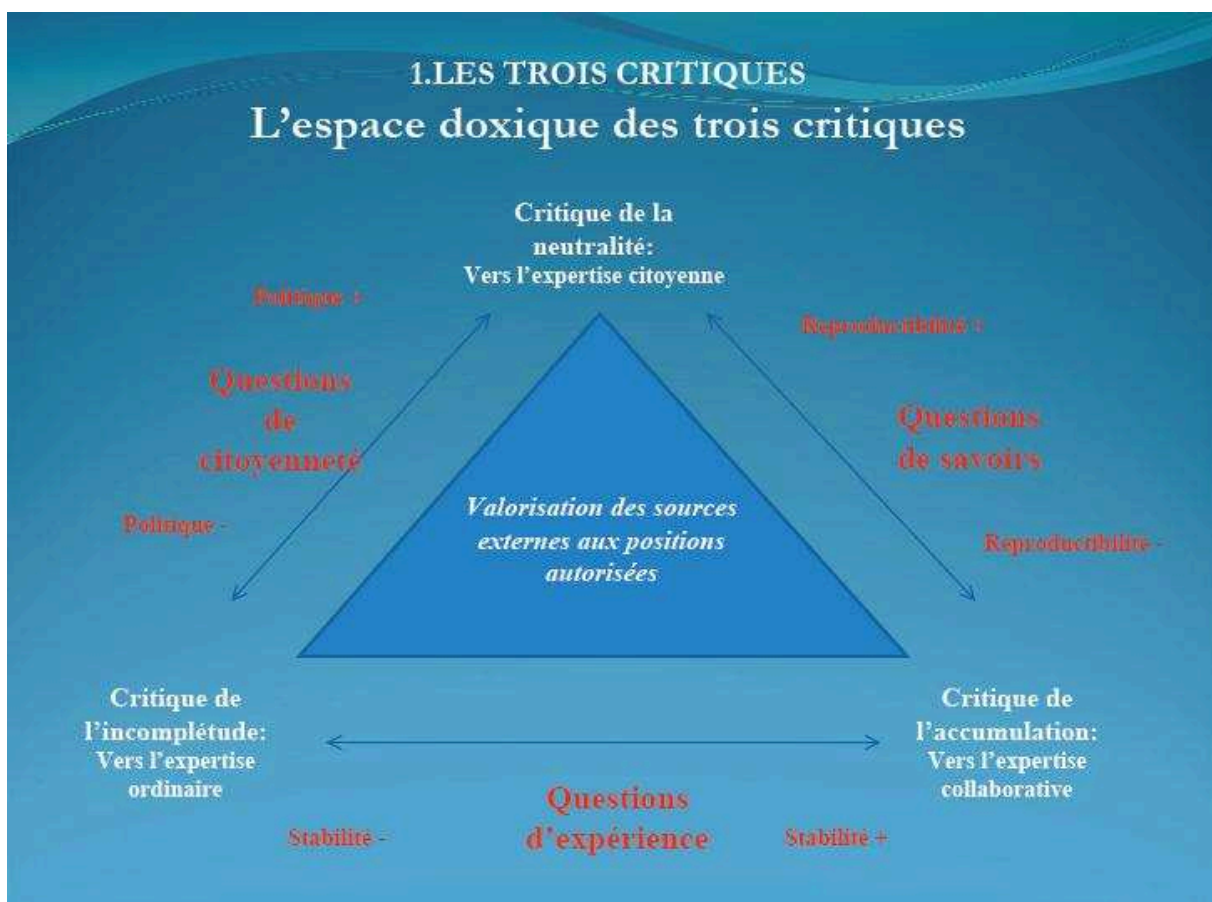 1.LES TROIS CRITIQUES
L'espace doxique des trois critiques
Critique de la
neutralité:
Vers l'expertise citoyenne
Politique +
Reproductibilité +
Questions
de
citoyenneté
Questions
de savoirs
Valorisation des sources
externes aux positions
autorisées
Politique -
Reproductibilité -
Critique de
l'incomplétude:
Vers l'expertise
ordinaire
Critique de
l'accumulation:
Vers l'expertise
collaborative
Questions
d'expérience
Stabilité -
Stabilité +